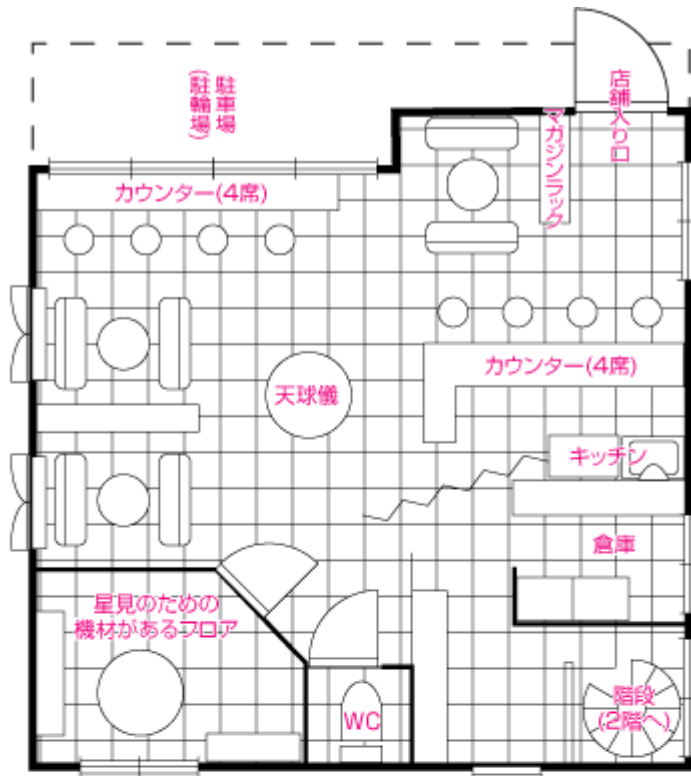 駐車場
(駐輪場)
店舗入り口
マガジンラック
カウンター(4席)
カウンター(4席)
天球儀
キッチン
倉庫
星見のための
機材があるフロア
WC
階段
(2階へ)